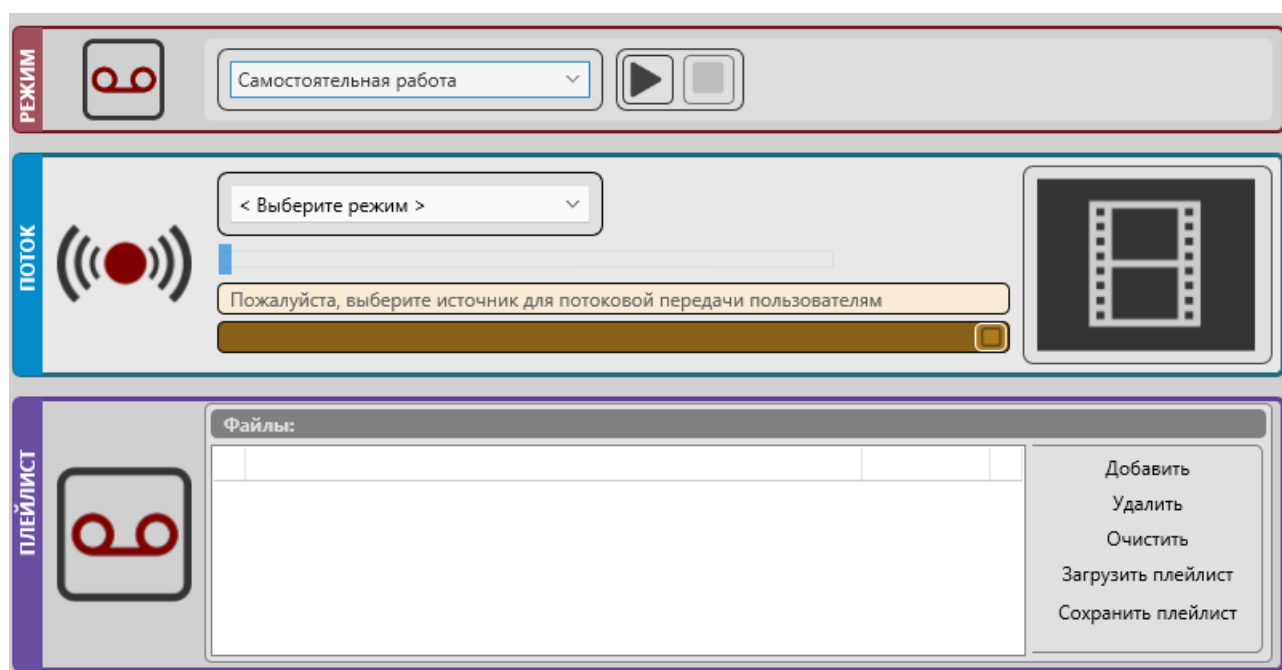 РЕЖИМ
Самостоятельная работа
ПОТОК
< Выберите режим >
Пожалуйста, выберите источник для потоковой передачи пользователям
ПЛЕЙЛИСТ
Файлы:
Добавить
Удалить
Очистить
Загрузить плейлист
Сохранить плейлист